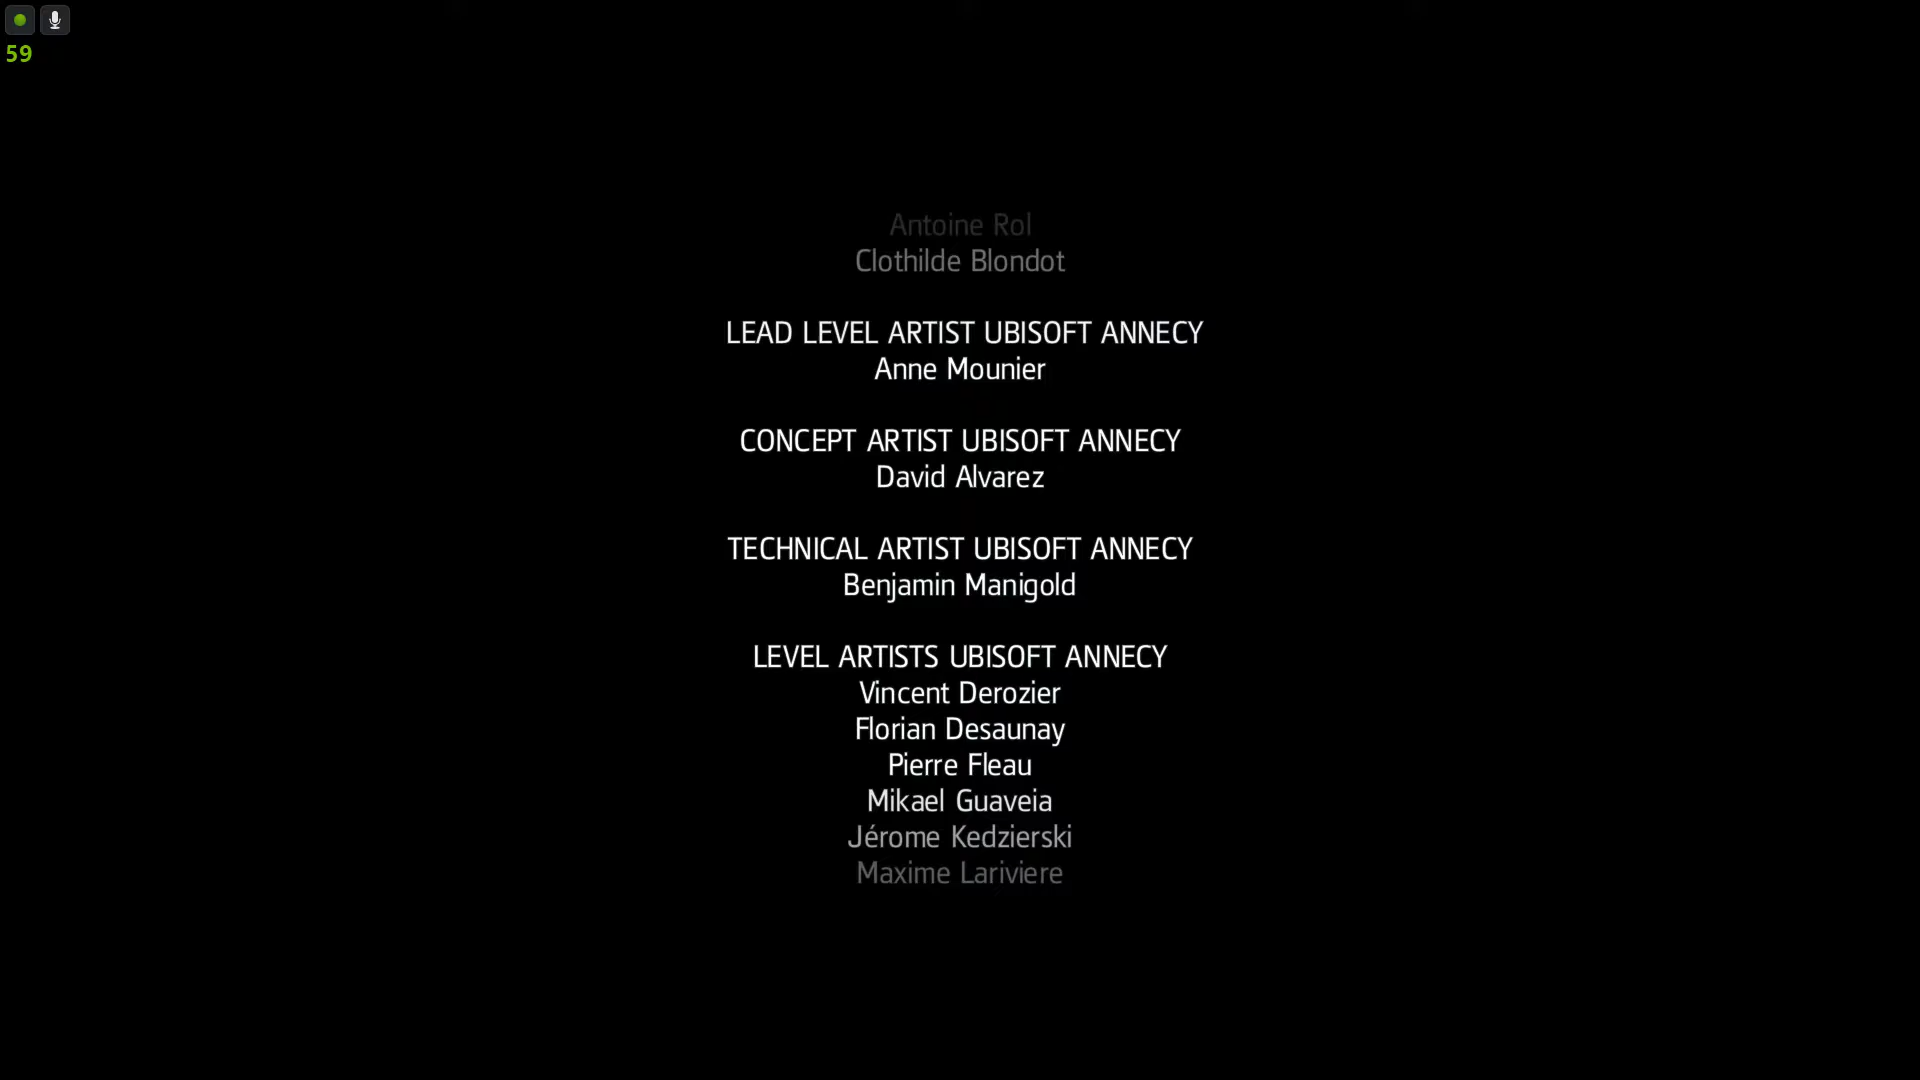 59
Antoine Rol
Clothilde Blondot
LEAD LEVEL ARTIST UBISOFT ANNECY
Anne Mounier
CONCEPT ARTIST UBISOFT ANNECY
David Alvarez
TECHNICAL ARTIST UBISOFT ANNECY
Benjamin Manigold
LEVEL ARTISTS UBISOFT ANNECY
Vincent Derozier
Florian Desaunay
Pierre Fleau
Mikael Guaveia
Jérome Kedzierski
Maxime Lariviere